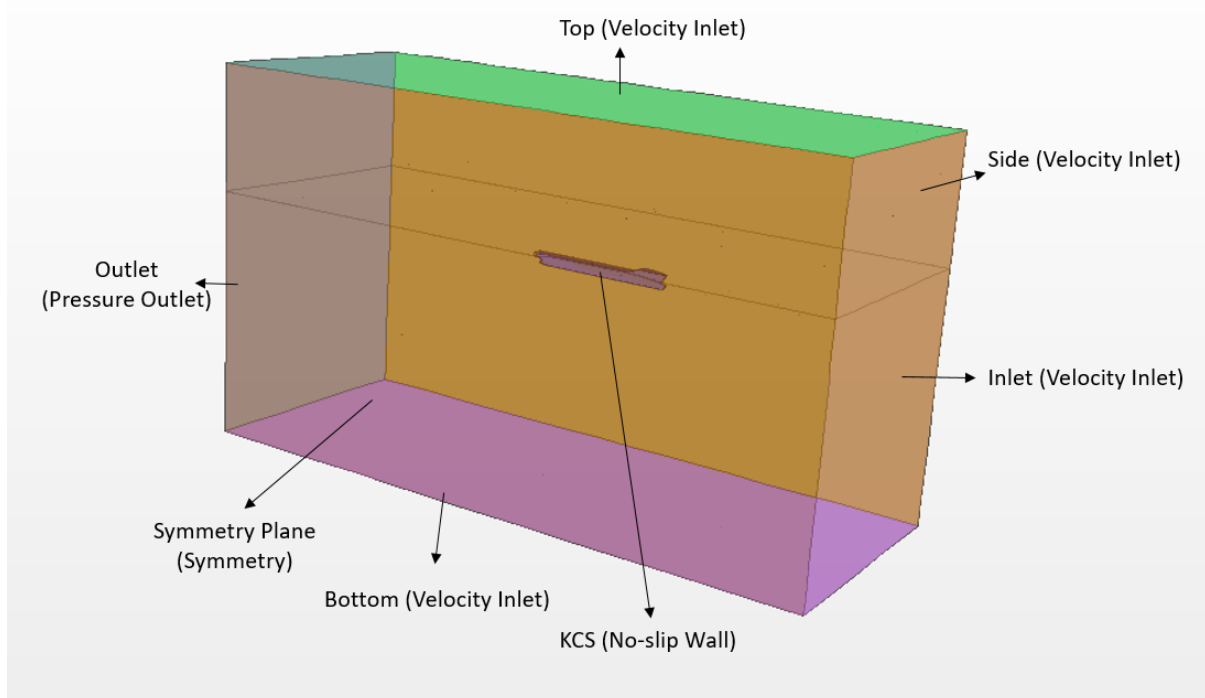 Top (Velocity Inlet)
Side (Velocity Inlet)
Outlet
(Pressure Outlet)
Inlet (Velocity Inlet)
Symmetry Plane
(Symmetry)
Bottom (Velocity Inlet)
KCS (No-slip Wall)